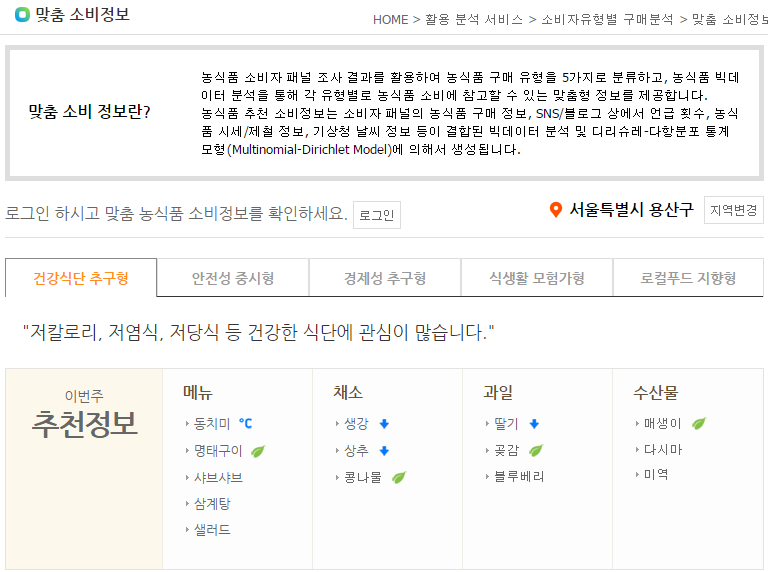 맞춤 소비정보
HOME > 활용 분석 서비스 > 소비자유형별 구매분석 > 맞춤 소비정보
맞춤 소비 정보란?
농식품 소비자 패널 조사 결과를 활용하여 농식품 구매 유형을 5가지로 분류하고, 농식품 빅데
이터 분석을 통해 각 유형별로 농식품 소비에 참고할 수 있는 맞춤형 정보를 제공합니다.
농식품 추천 소비정보는 소비자 패널의 농식품 구매 정보, SNS/블로그 상에서 언급 횟수, 농식
품 시세/제철 정보, 기상청 날씨 정보 등이 결합된 빅데이터 분석 및 디리슈레-다항분포 통계
모형(Multinomial-Dirichlet Model)에 의해서 생성됩니다.
로그인 하시고 맞춤 농식품 소비정보를 확인하세요. 로그인
서울특별시 용산구 지역변경
건강식단 추구형 안전성 중시형 경제성 추구형 식생활 모험가형 로컬푸드 지향형
"저칼로리, 저염식, 저당식 등 건강한 식단에 관심이 많습니다."
이번주
추천정보
메뉴
동치미 °C
명태구이
샤브샤브
삼계탕
샐러드
채소
생강
상추
콩나물
과일
딸기
곶감
블루베리
수산물
매생이
다시마
미역